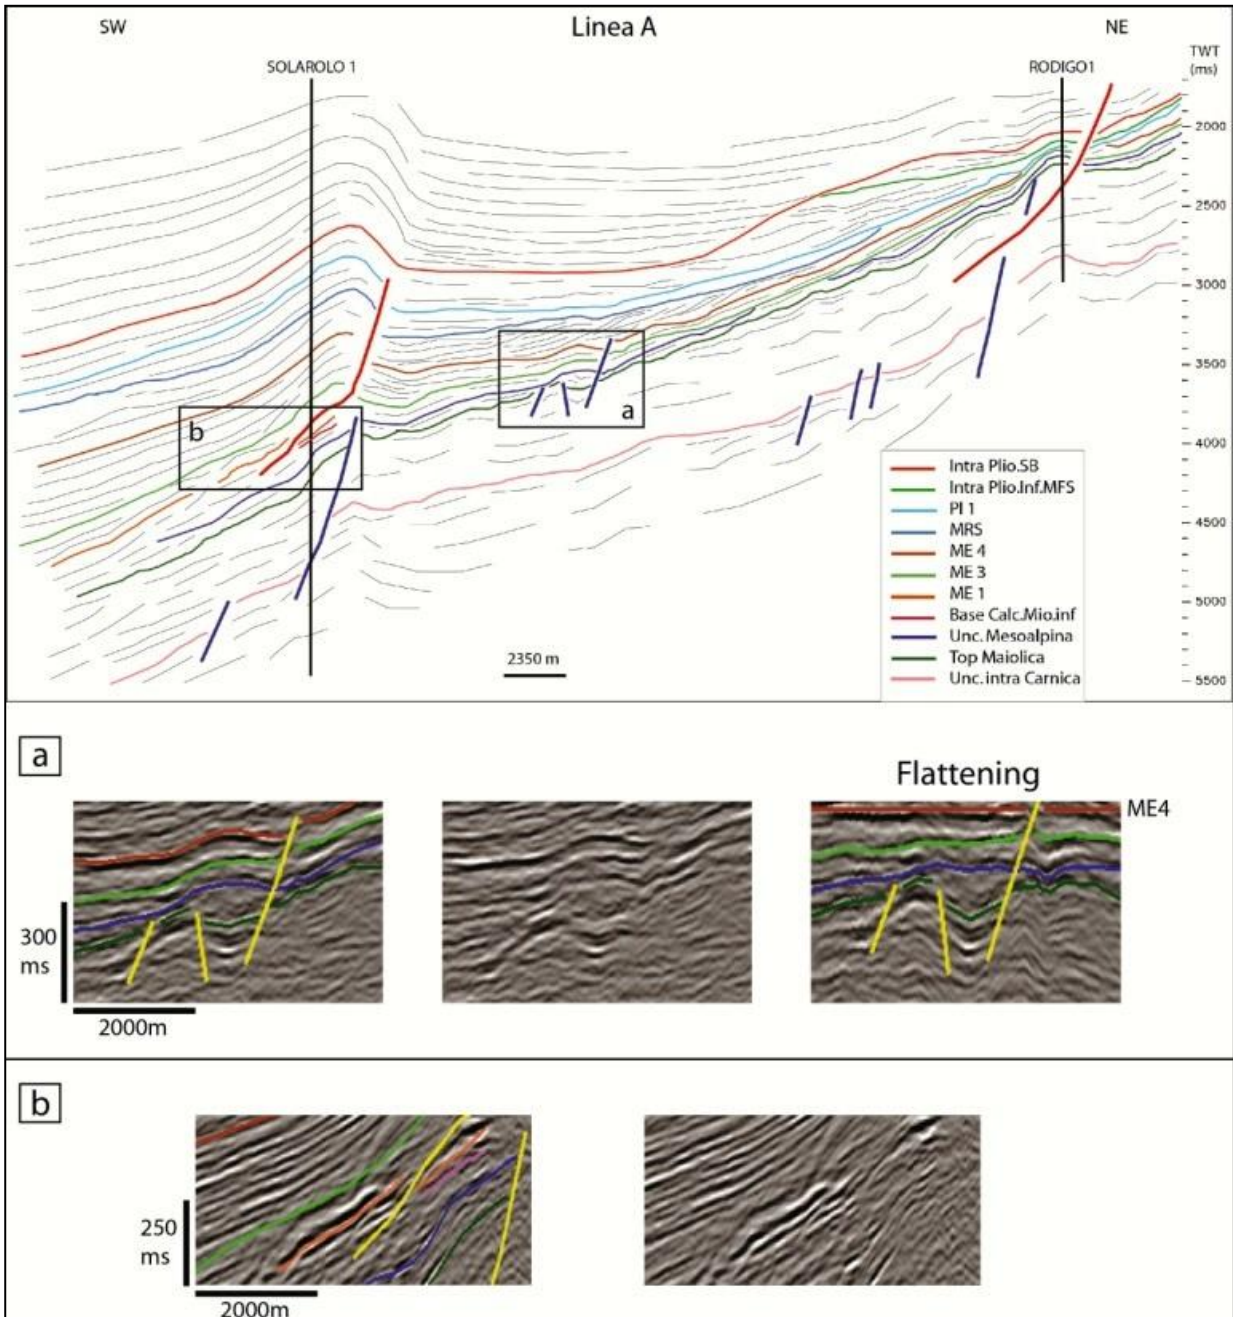 SW
Linea A
NE
TWT
(ms)
SOLAROLO 1
RODIGO1
2000
2500
3000
3500
4000
4500
5000
5500
a
b
2350 m
Intra Plio.SB
Intra Plio.Inf.MFS
Pl 1
MRS
ME 4
ME 3
ME 1
Base Calc.Mio.inf
Unc. Mesoalpina
Top Maiolica
Unc. intra Carnica
a
Flattening
ME4
300
ms
2000m
b
250
ms
2000m